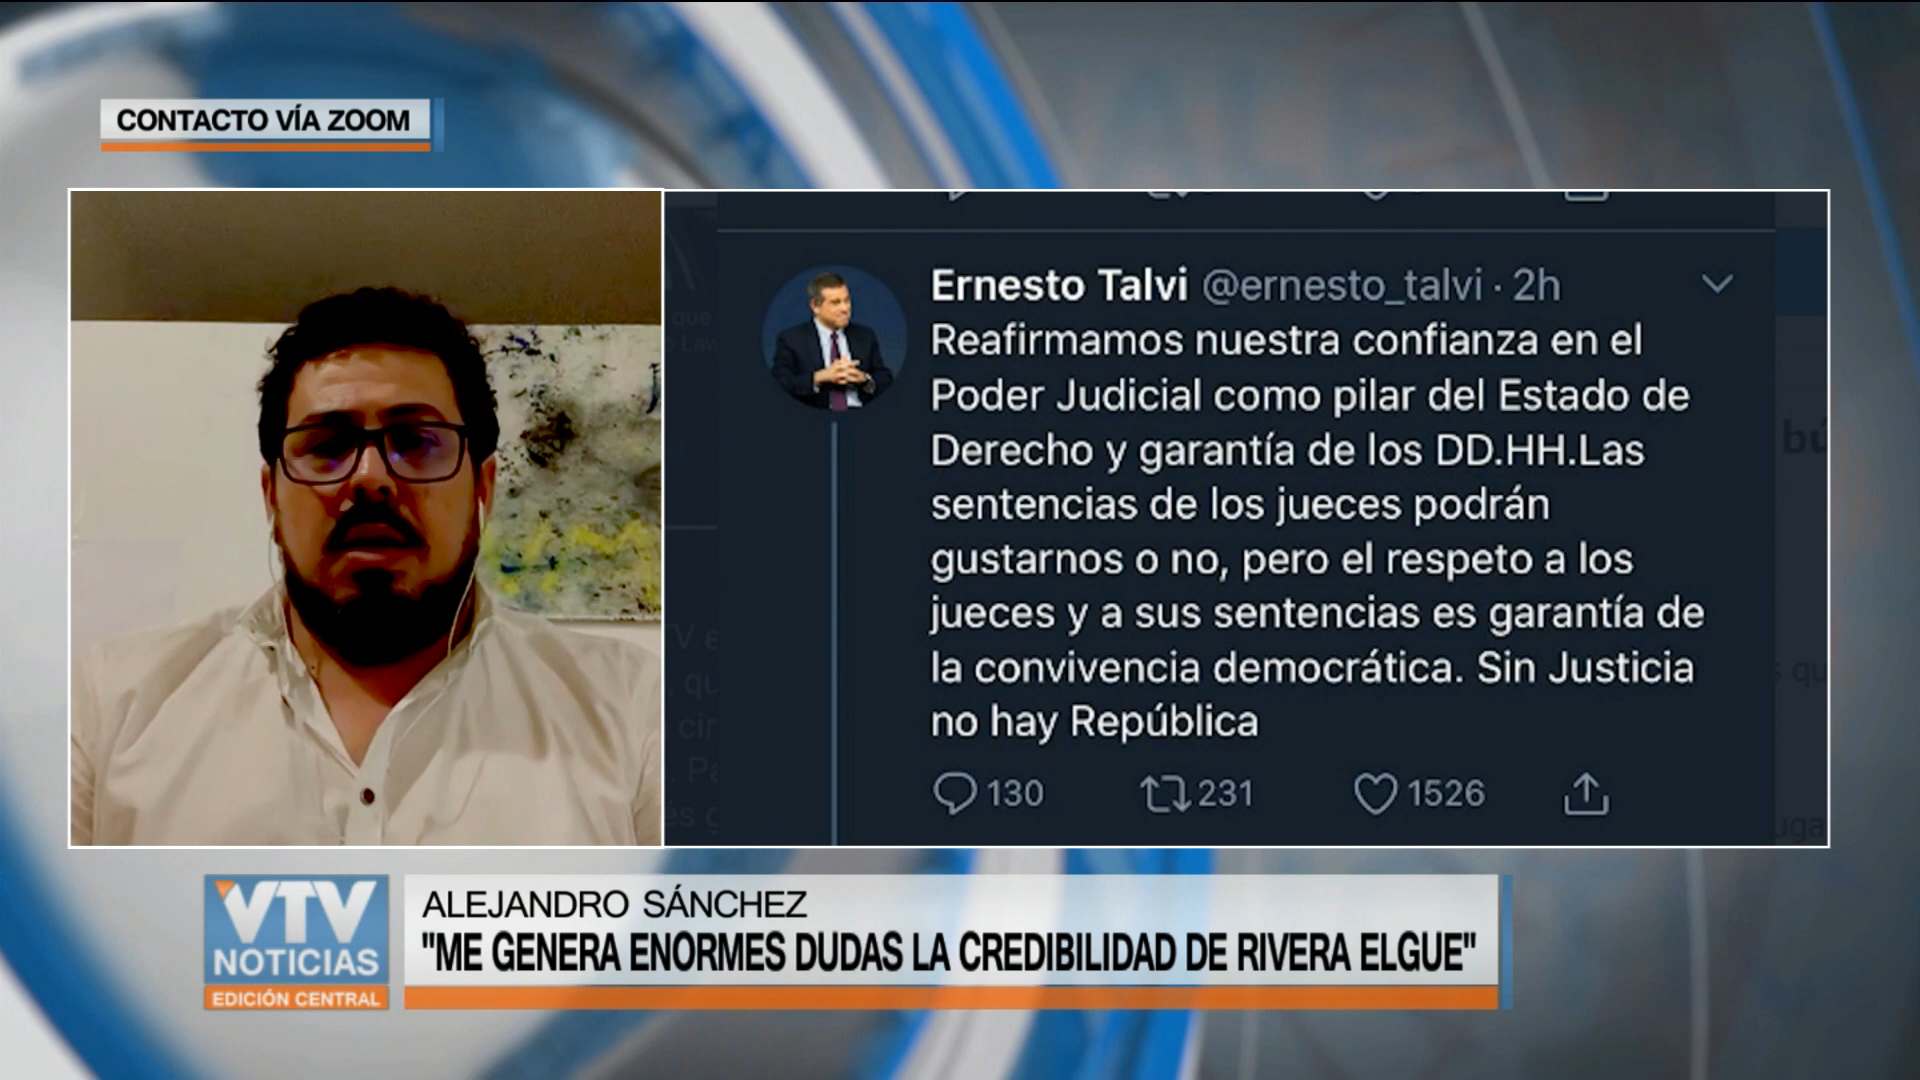 CONTACTO VÍA ZOOM
Ernesto Talvi @ernesto_talvi · 2h
Reafirmamos nuestra confianza en el
Poder Judicial como pilar del Estado de
Derecho y garantía de los DD.HH.Las
sentencias de los jueces podrán
gustarnos o no, pero el respeto a los
jueces y a sus sentencias es garantía de
la convivencia democrática. Sin Justicia
no hay República
130 231 1526
VTV
NOTICIAS
EDICIÓN CENTRAL
ALEJANDRO SÁNCHEZ
"ME GENERA ENORMES DUDAS LA CREDIBILIDAD DE RIVERA ELGUE"